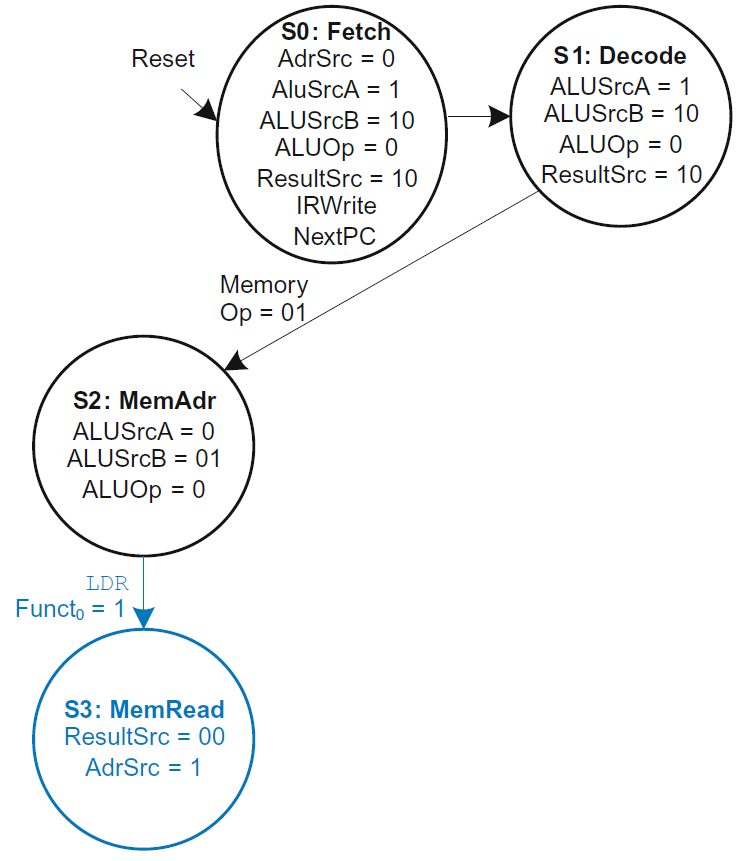 Reset
S0: Fetch
AdrSrc = 0
AluSrcA = 1
ALUSrcB = 10
ALUOp = 0
ResultSrc = 10
IRWrite
NextPC
S1: Decode
ALUSrcA = 1
ALUSrcB = 10
ALUOp = 0
ResultSrc = 10
Memory
Op = 01
S2: MemAdr
ALUSrcA = 0
ALUSrcB = 01
ALUOp = 0
LDR
Funct₀ = 1
S3: MemRead
ResultSrc = 00
AdrSrc = 1